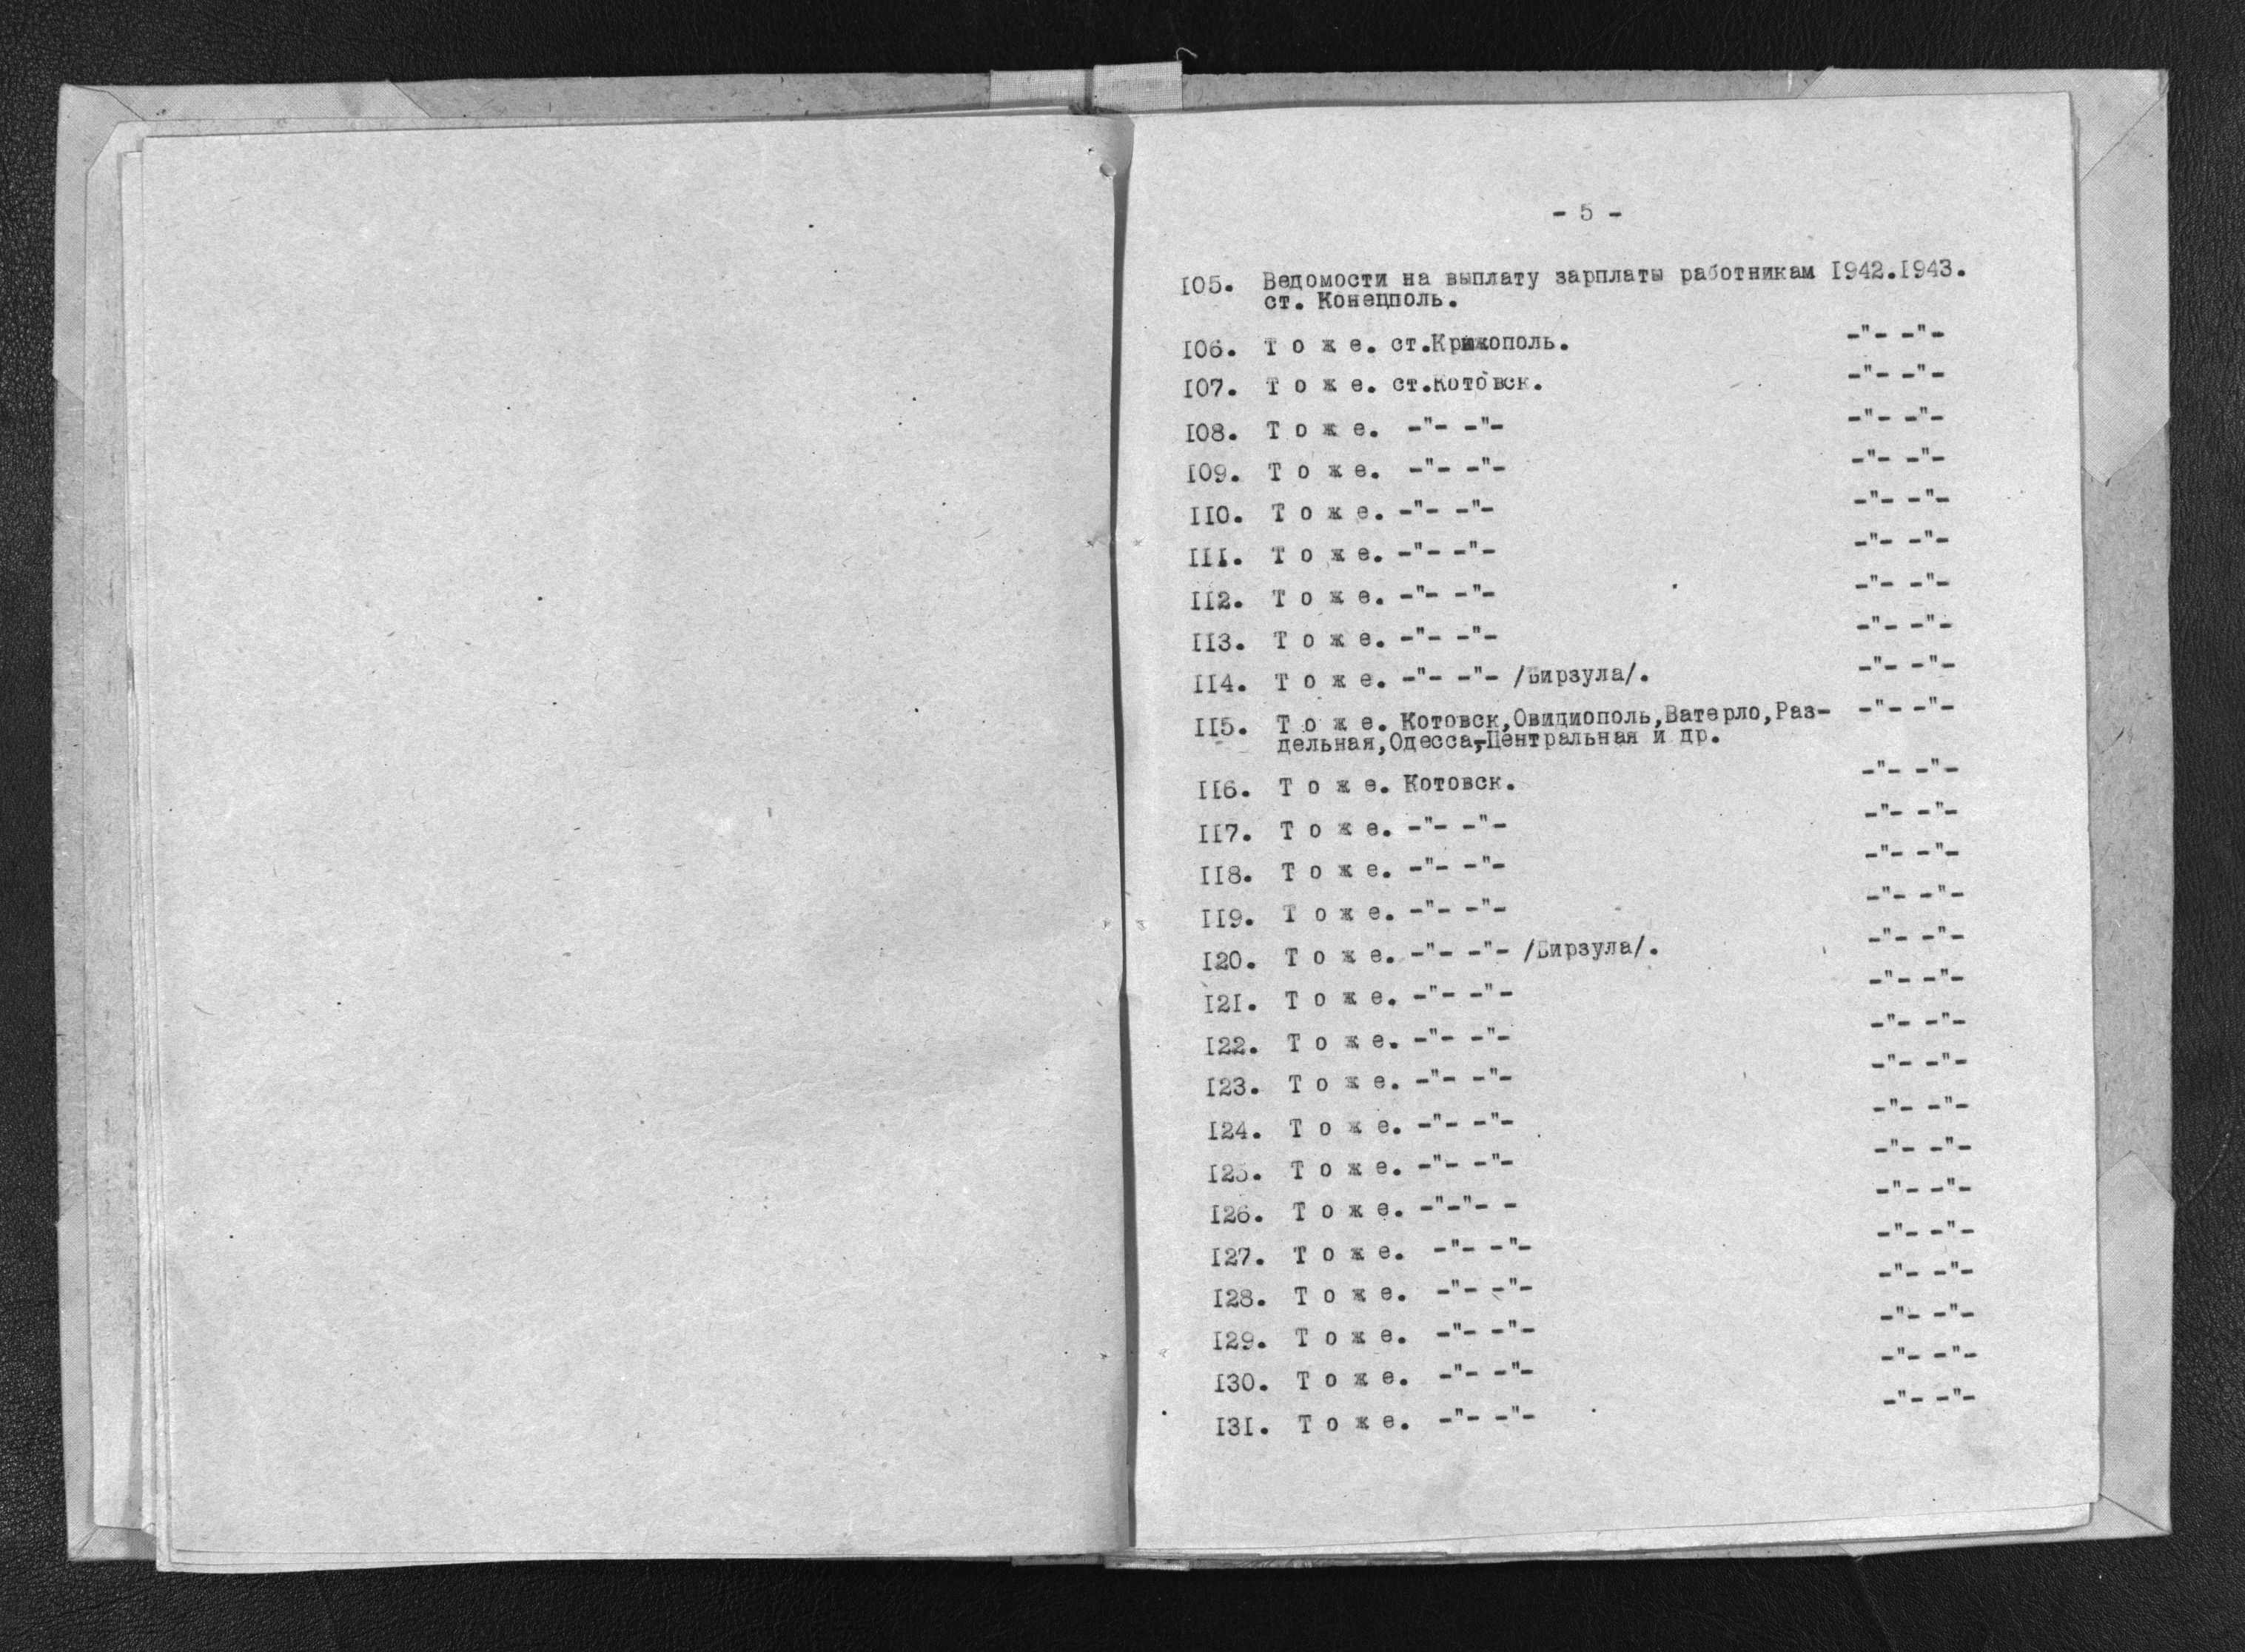 - 5 -
I05. Ведомости на выплату зарплаты работникам I942.I943.
ст. Конецполь.
I06. Т о ж е. ст.Крыжополь. -"- -"-
I07. Т о ж е. ст.Котовск. -"- -"-
I08. Т о ж е. -"- -"- -"- -"-
I09. Т о ж е. -"- -"- -"- -"-
II0. Т о ж е. -"- -"- -"- -"-
III. Т о ж е. -"- -"- -"- -"-
II2. Т о ж е. -"- -"- -"- -"-
II3. Т о ж е. -"- -"- -"- -"-
II4. Т о ж е. -"- -"- /Бирзула/. -"- -"-
II5. Т о ж е. Котовск,Овидиополь,Ватерло,Раз- -"- -"-
дельная,Одесса,-Центральная и др.
II6. Т о ж е. Котовск. -"- -"-
II7. Т о ж е. -"- -"- -"- -"-
II8. Т о ж е. -"- -"- -"- -"-
II9. Т о ж е. -"- -"- -"- -"-
I20. Т о ж е. -"- -"- /Бирзула/. -"- -"-
I2I. Т о ж е. -"- -"- -"- -"-
I22. Т о ж е. -"- -"- -"- -"-
I23. Т о ж е. -"- -"- -"- -"-
I24. Т о ж е. -"- -"- -"- -"-
I25. Т о ж е. -"- -"- -"- -"-
I26. Т о ж е. -"-"- - -"- -"-
I27. Т о ж е. -"- -"- -"- -"-
I28. Т о ж е. -"- -"- -"- -"-
I29. Т о ж е. -"- -"- -"- -"-
I30. Т о ж е. -"- -"- -"- -"-
I3I. Т о ж е. -"- -"- -"- -"-